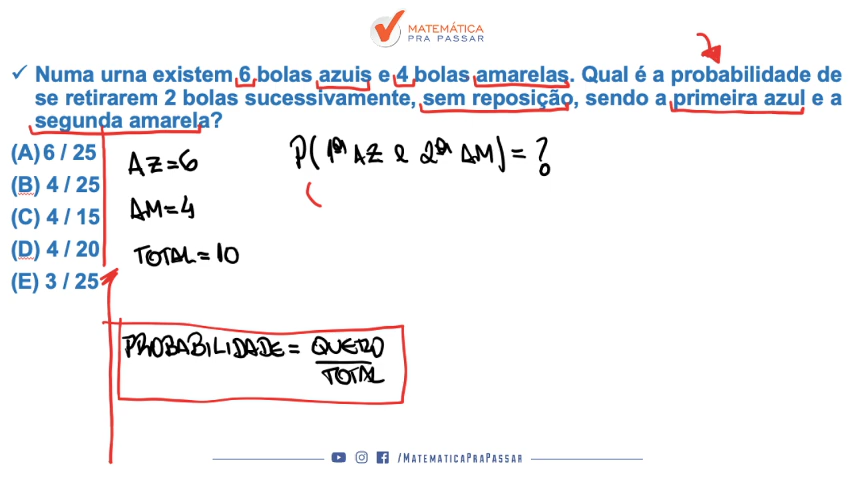 MATEMÁTICA
PRA PASSAR
✓ Numa urna existem 6 bolas azuis e 4 bolas amarelas. Qual é a probabilidade de
se retirarem 2 bolas sucessivamente, sem reposição, sendo a primeira azul e a
segunda amarela?
(A) 6 / 25
(B) 4 / 25
(C) 4 / 15
(D) 4 / 20
(E) 3 / 25
AZ = 6
AM = 4
TOTAL = 10
P(1ª AZ e 2ª AM) = ?
(
PROBABILIDADE = QUERO
TOTAL
/MATEMATICAPRAPASSAR